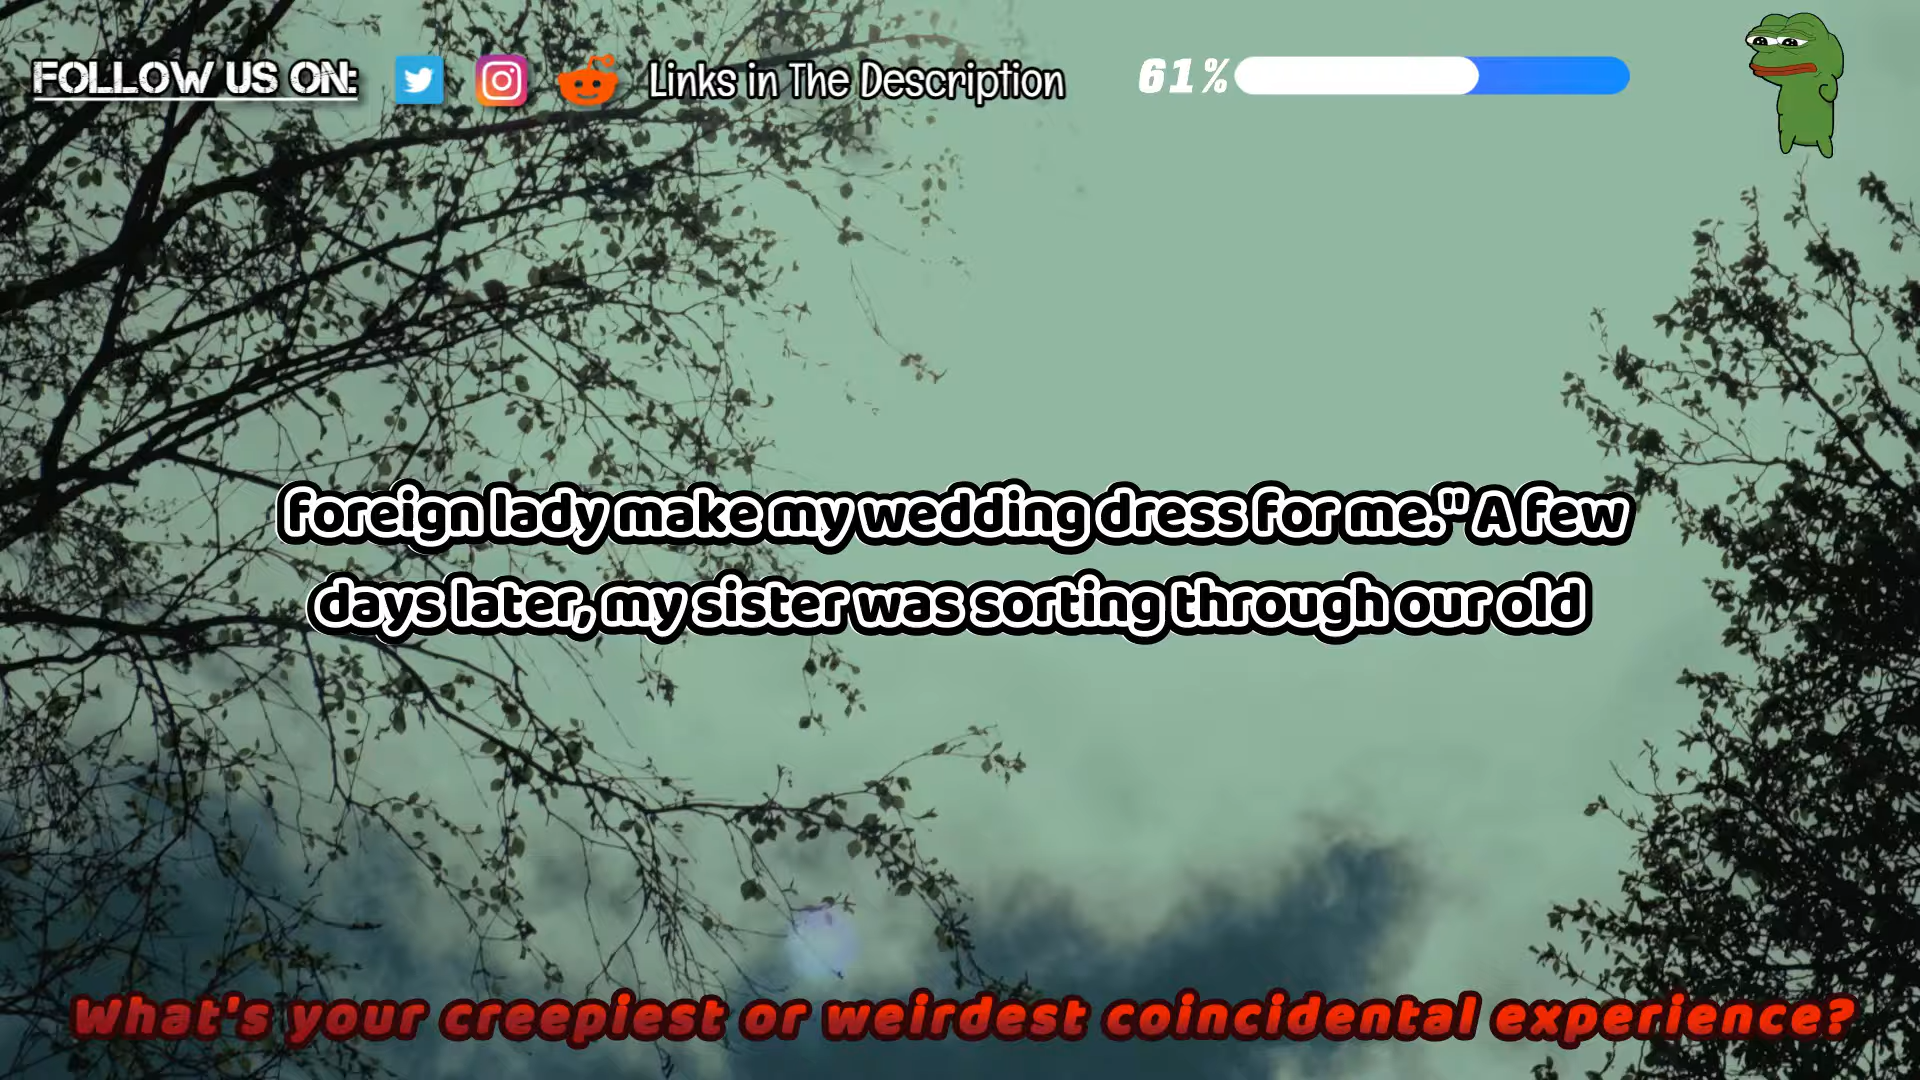 FOLLOW US ON:
Links in The Description
61%
foreign lady make my wedding dress for me." A few
days later, my sister was sorting through our old
What's your creepiest or weirdest coincidental experience?